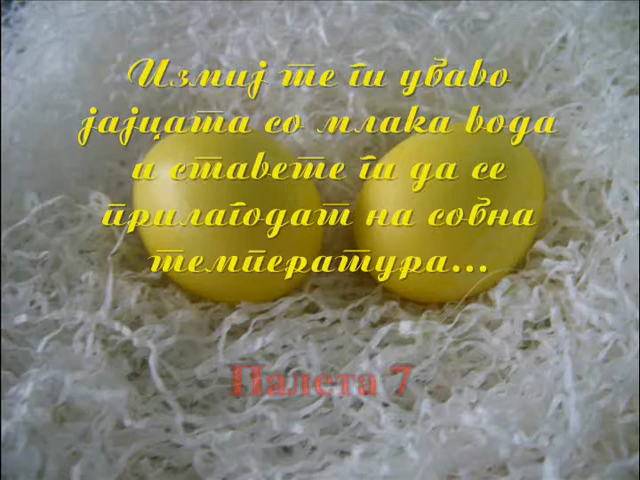 Измиј те ги убаво
јајцата со млака вода
и ставете ги да се
прилагодат на собна
температура...
Палета 7